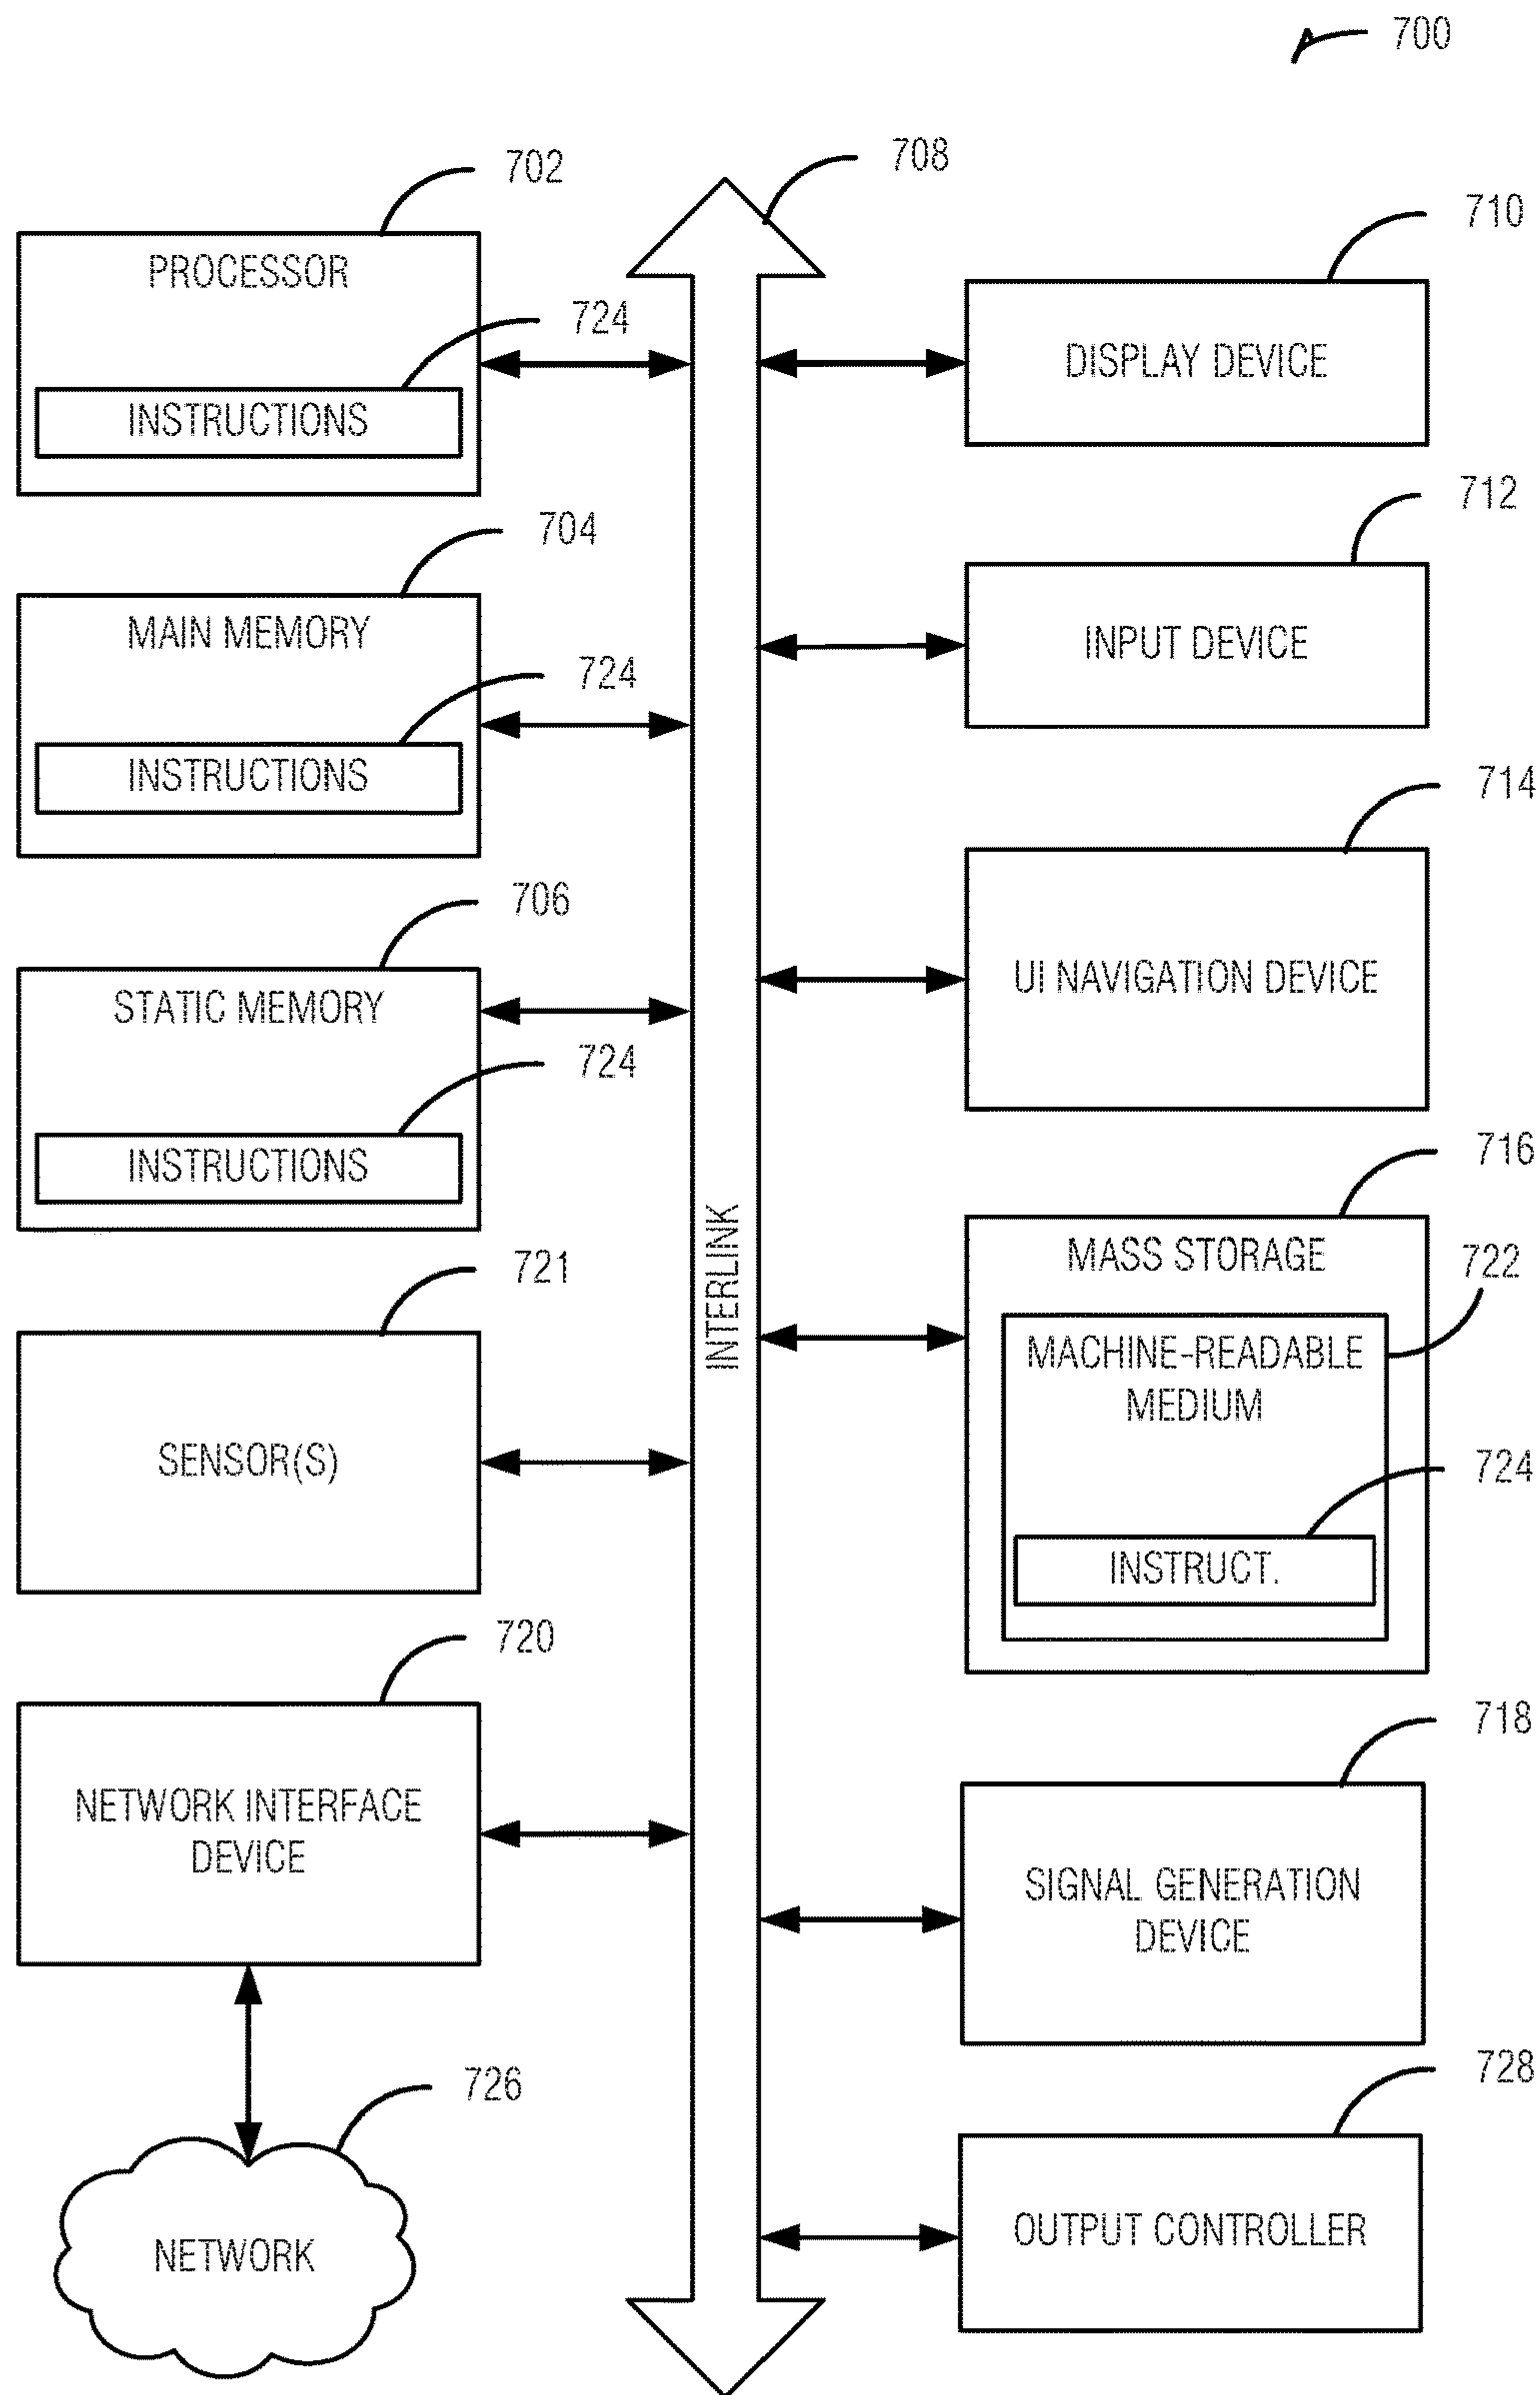 700
708
702
PROCESSOR
724
INSTRUCTIONS
704
MAIN MEMORY
724
INSTRUCTIONS
706
STATIC MEMORY
724
INSTRUCTIONS
721
SENSOR(S)
720
NETWORK INTERFACE
DEVICE
726
NETWORK
INTERLINK
710
DISPLAY DEVICE
712
INPUT DEVICE
714
UI NAVIGATION DEVICE
716
MASS STORAGE
722
MACHINE-READABLE
MEDIUM
724
INSTRUCT.
718
SIGNAL GENERATION
DEVICE
728
OUTPUT CONTROLLER